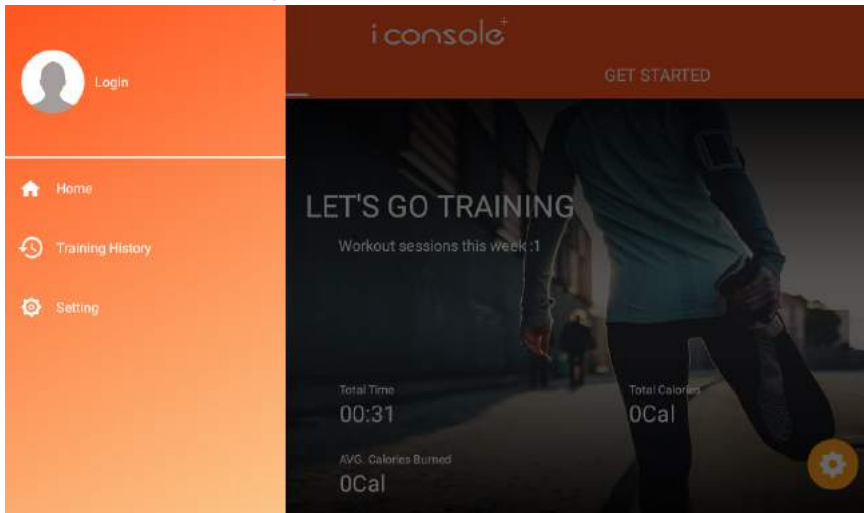 Login
Home
Training History
Setting
i console+
GET STARTED
LET'S GO TRAINING
Workout sessions this week :1
Total Time
00:31
Total Calories
0Cal
AVG. Calories Burned
0Cal